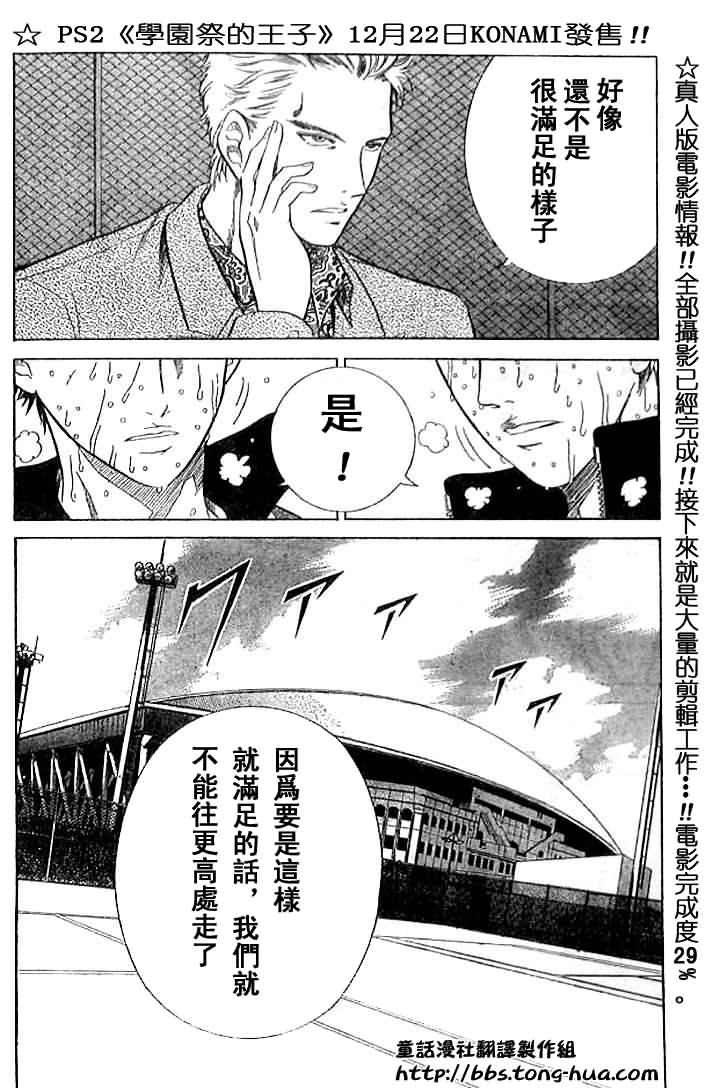 ☆ PS2《學園祭的王子》12月22日KONAMI發售!!
☆真人版電影情報!!全部攝影已經完成!!接下來就是大量的剪輯工作…!!電影完成度29%。
好像
還不是
很滿足的樣子
是!
ワアアアア
因爲要是這樣
就滿足的話,我們就
不能往更高處走了
童話漫社翻譯製作組
http://bbs.tong-hua.com